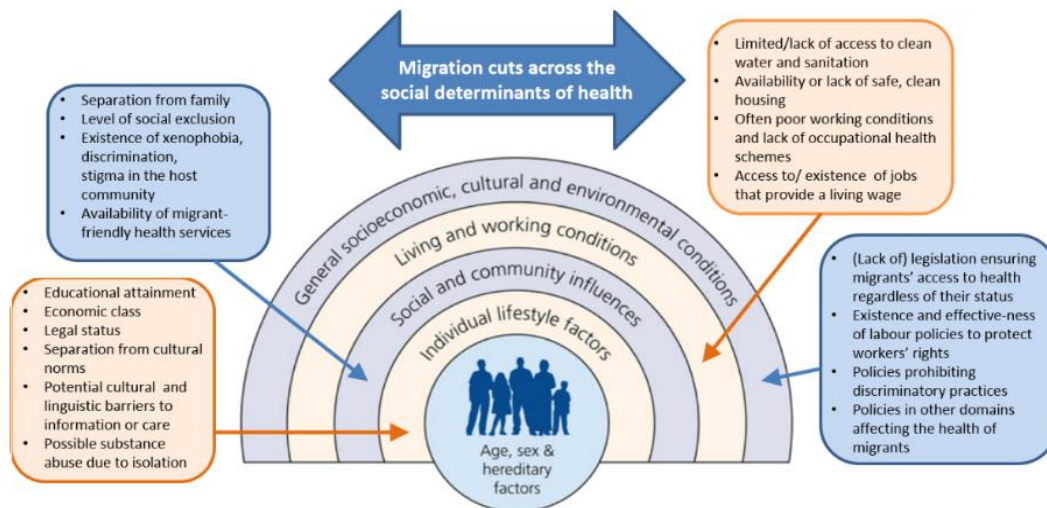 Migration cuts across the
social determinants of health
• Separation from family
• Level of social exclusion
• Existence of xenophobia,
discrimination,
stigma in the host
community
• Availability of migrant-
friendly health services
• Limited/lack of access to clean
water and sanitation
• Availability or lack of safe, clean
housing
• Often poor working conditions
and lack of occupational health
schemes
• Access to/ existence of jobs
that provide a living wage
• Educational attainment
• Economic class
• Legal status
• Separation from cultural
norms
• Potential cultural and
linguistic barriers to
information or care
• Possible substance
abuse due to isolation
• (Lack of) legislation ensuring
migrants' access to health
regardless of their status
• Existence and effective-ness
of labour policies to protect
workers' rights
• Policies prohibiting
discriminatory practices
• Policies in other domains
affecting the health of
migrants
General socioeconomic, cultural and environmental conditions
Living and working conditions
Social and community influences
Individual lifestyle factors
Age, sex &
hereditary
factors